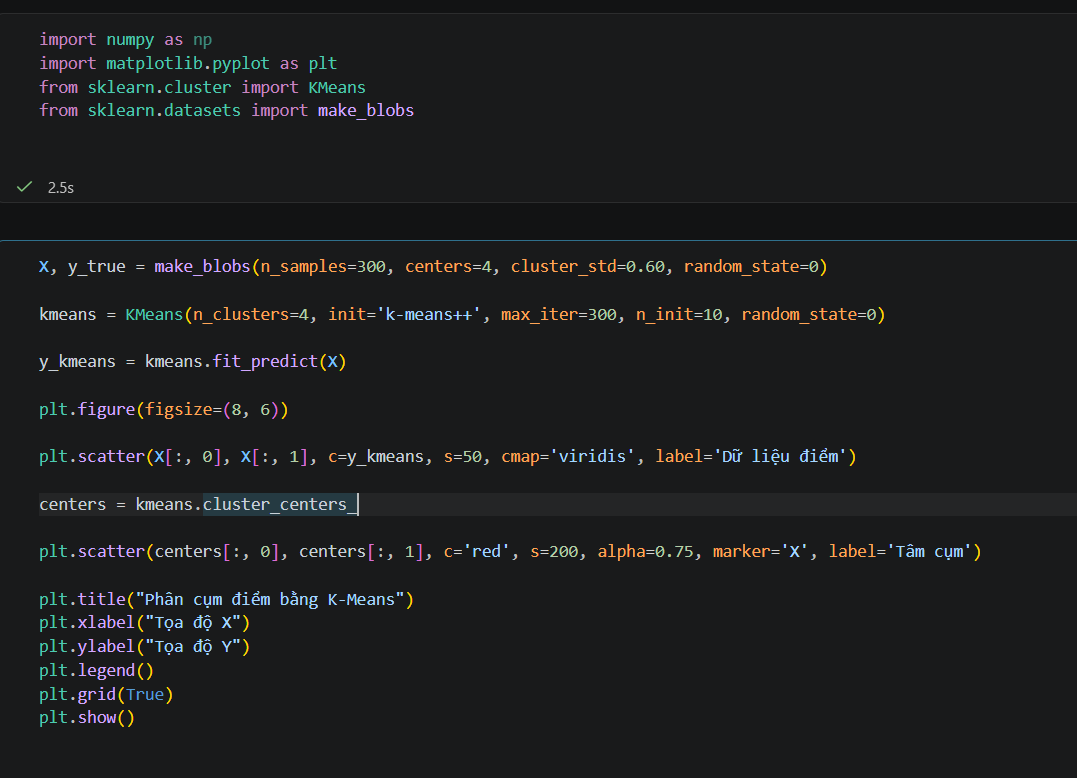 import numpy as np
import matplotlib.pyplot as plt
from sklearn.cluster import KMeans
from sklearn.datasets import make_blobs
2.5s
X, y_true = make_blobs(n_samples=300, centers=4, cluster_std=0.60, random_state=0)
kmeans = KMeans(n_clusters=4, init='k-means++', max_iter=300, n_init=10, random_state=0)
y_kmeans = kmeans.fit_predict(X)
plt.figure(figsize=(8, 6))
plt.scatter(X[:, 0], X[:, 1], c=y_kmeans, s=50, cmap='viridis', label='Dữ liệu điểm')
centers = kmeans.cluster_centers_
plt.scatter(centers[:, 0], centers[:, 1], c='red', s=200, alpha=0.75, marker='X', label='Tâm cụm')
plt.title("Phân cụm điểm bằng K-Means")
plt.xlabel("Tọa độ X")
plt.ylabel("Tọa độ Y")
plt.legend()
plt.grid(True)
plt.show()